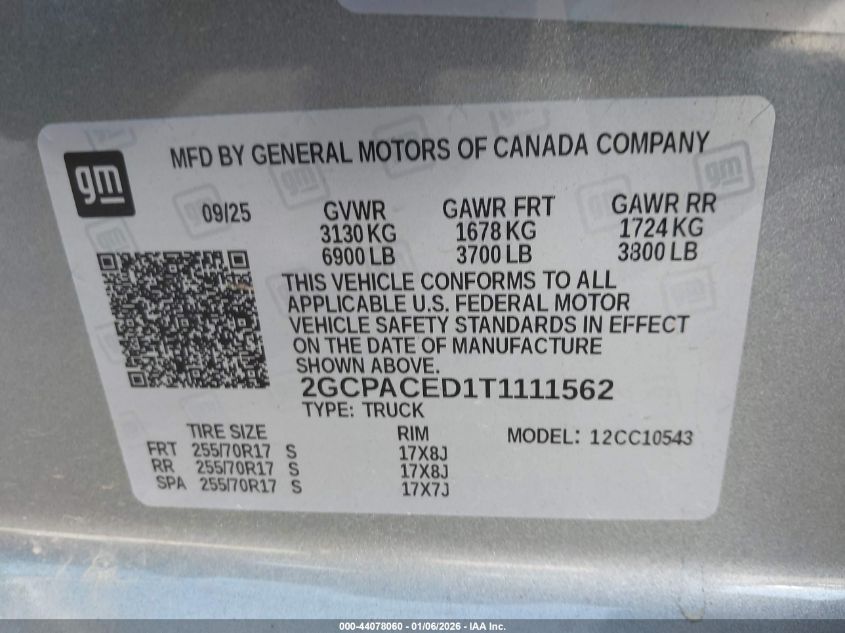 gm
MFD BY GENERAL MOTORS OF CANADA COMPANY
09/25 GVWR GAWR FRT GAWR RR
3130 KG 1678 KG 1724 KG
6900 LB 3700 LB 3800 LB
THIS VEHICLE CONFORMS TO ALL
APPLICABLE U.S. FEDERAL MOTOR
VEHICLE SAFETY STANDARDS IN EFFECT
ON THE DATE OF MANUFACTURE
SHOWN ABOVE.
2GCPACED1T1111562
TYPE: TRUCK
TIRE SIZE RIM MODEL: 12CC10543
FRT 255/70R17 S 17X8J
RR 255/70R17 S 17X8J
SPA 255/70R17 S 17X7J
000-44078060 - 01/06/2026 - IAA Inc.